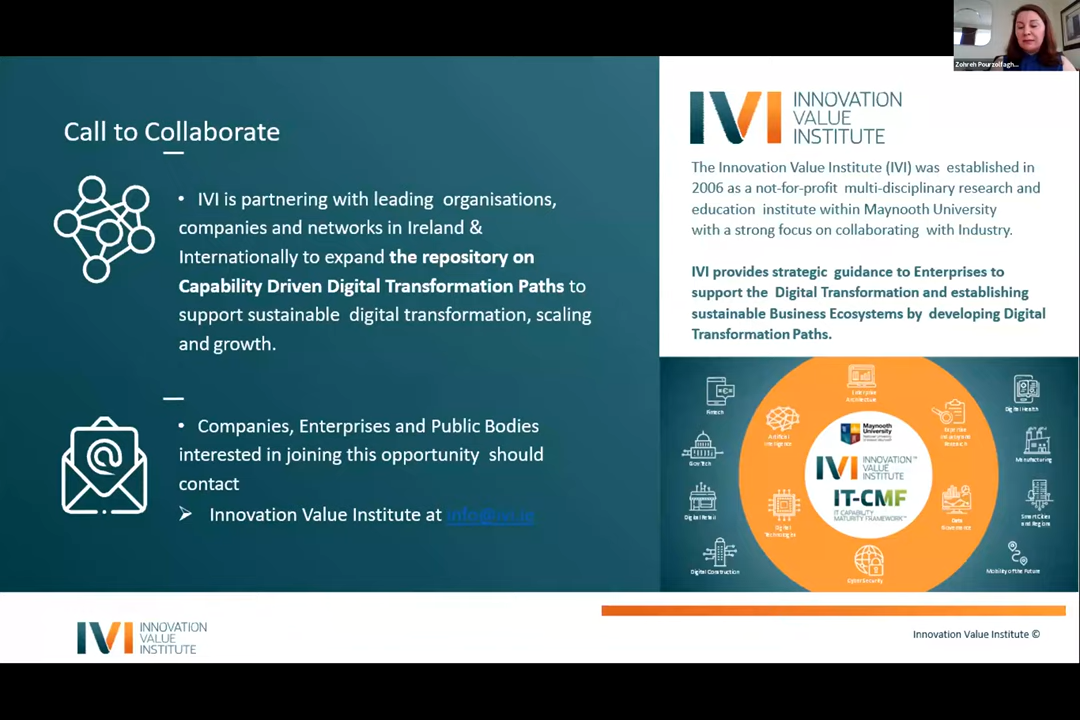 Zohreh Pourzolfagh...
Call to Collaborate
• IVI is partnering with leading organisations,
companies and networks in Ireland &
Internationally to expand the repository on
Capability Driven Digital Transformation Paths to
support sustainable digital transformation, scaling
and growth.
• Companies, Enterprises and Public Bodies
interested in joining this opportunity should
contact
➢ Innovation Value Institute at info@ivi.ie
IVI INNOVATION
VALUE
INSTITUTE
The Innovation Value Institute (IVI) was established in
2006 as a not-for-profit multi-disciplinary research and
education institute within Maynooth University
with a strong focus on collaborating with Industry.
IVI provides strategic guidance to Enterprises to
support the Digital Transformation and establishing
sustainable Business Ecosystems by developing Digital
Transformation Paths.
Fintech
GovTech
Digital Retail
Digital Construction
Enterprise
Architecture
Artificial
Intelligence
Digital
Technologies
Maynooth
University
IVI INNOVATION™
VALUE
INSTITUTE
IT-CMF
IT CAPABILITY
MATURITY FRAMEWORK™
Research
Data
Governance
CyberSecurity
Digital Health
Manufacturing
Smart Cities
and Regions
Mobility of the Future
IVI INNOVATION
VALUE
INSTITUTE
Innovation Value Institute ©